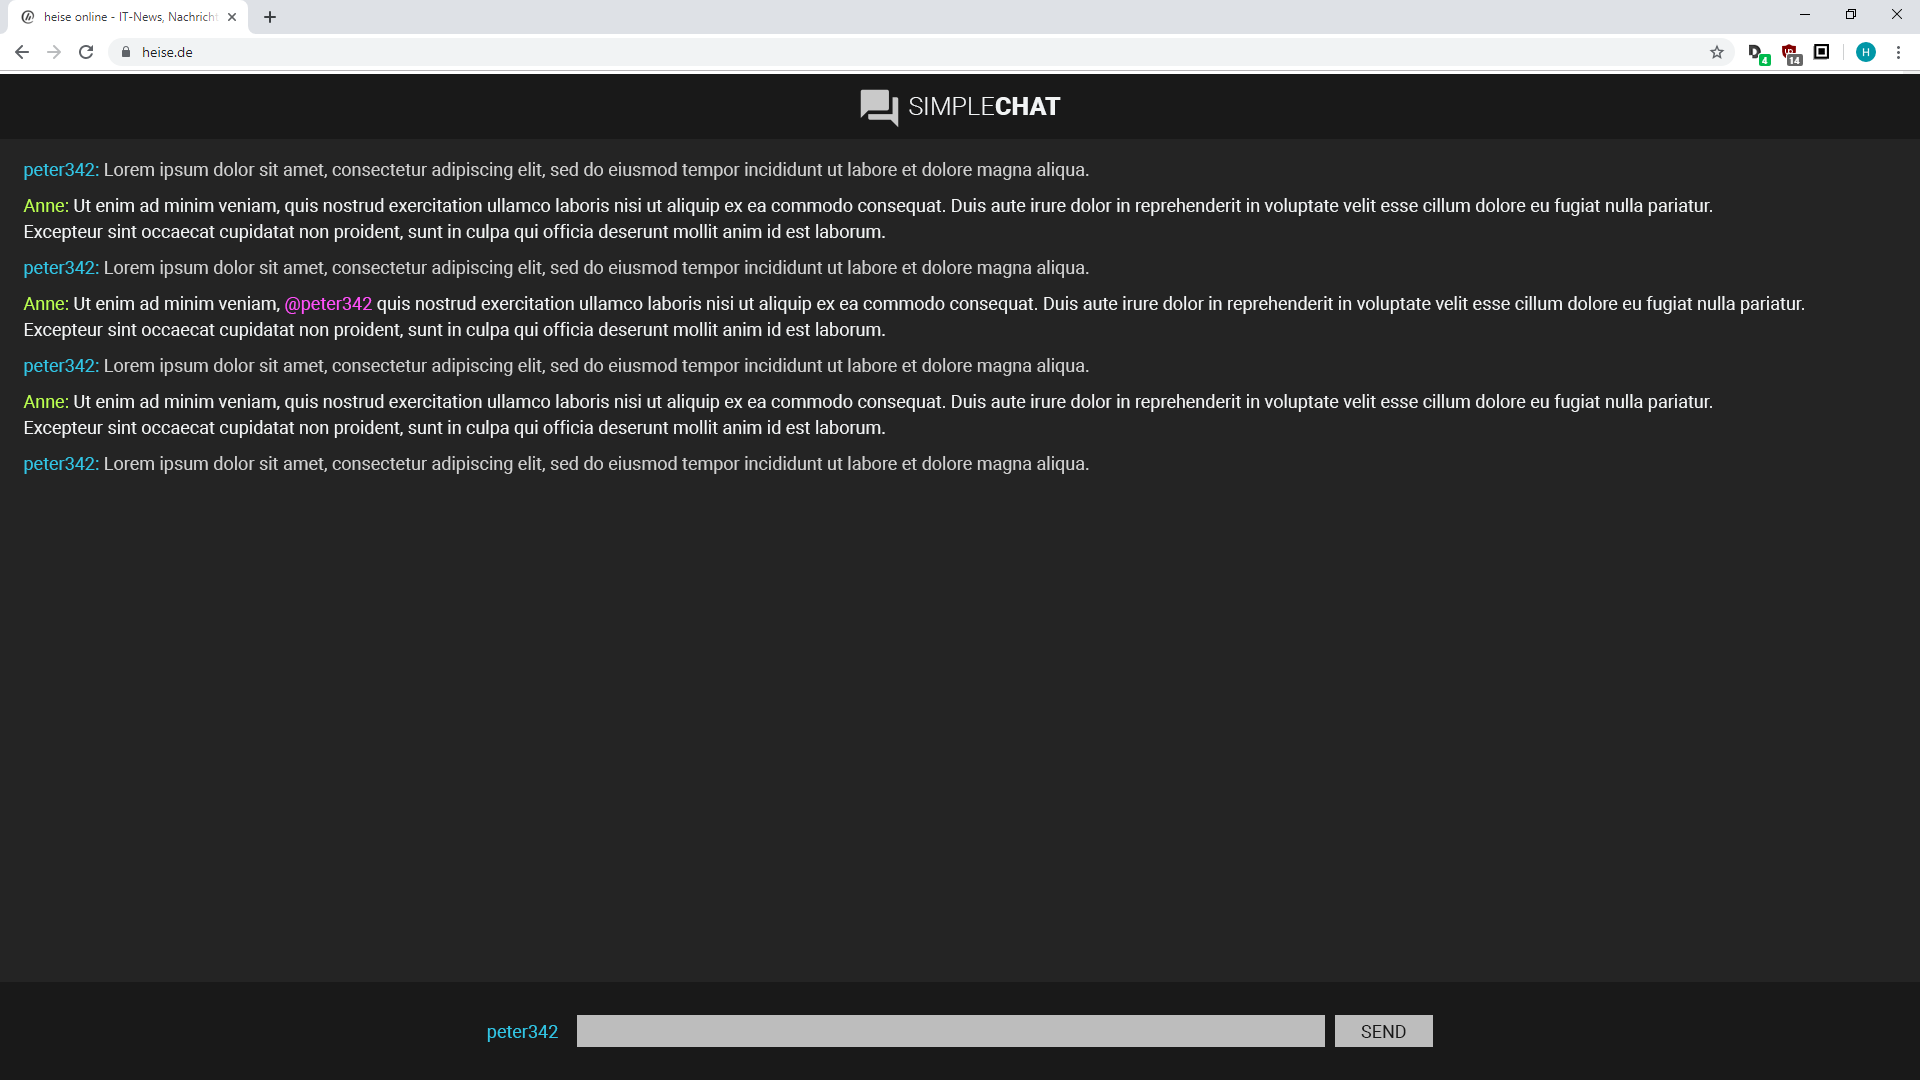 heise online - IT-News, Nachricht
heise.de
4
14
H
SIMPLECHAT
peter342: Lorem ipsum dolor sit amet, consectetur adipiscing elit, sed do eiusmod tempor incididunt ut labore et dolore magna aliqua.
Anne: Ut enim ad minim veniam, quis nostrud exercitation ullamco laboris nisi ut aliquip ex ea commodo consequat. Duis aute irure dolor in reprehenderit in voluptate velit esse cillum dolore eu fugiat nulla pariatur.
Excepteur sint occaecat cupidatat non proident, sunt in culpa qui officia deserunt mollit anim id est laborum.
peter342: Lorem ipsum dolor sit amet, consectetur adipiscing elit, sed do eiusmod tempor incididunt ut labore et dolore magna aliqua.
Anne: Ut enim ad minim veniam, @peter342 quis nostrud exercitation ullamco laboris nisi ut aliquip ex ea commodo consequat. Duis aute irure dolor in reprehenderit in voluptate velit esse cillum dolore eu fugiat nulla pariatur.
Excepteur sint occaecat cupidatat non proident, sunt in culpa qui officia deserunt mollit anim id est laborum.
peter342: Lorem ipsum dolor sit amet, consectetur adipiscing elit, sed do eiusmod tempor incididunt ut labore et dolore magna aliqua.
Anne: Ut enim ad minim veniam, quis nostrud exercitation ullamco laboris nisi ut aliquip ex ea commodo consequat. Duis aute irure dolor in reprehenderit in voluptate velit esse cillum dolore eu fugiat nulla pariatur.
Excepteur sint occaecat cupidatat non proident, sunt in culpa qui officia deserunt mollit anim id est laborum.
peter342: Lorem ipsum dolor sit amet, consectetur adipiscing elit, sed do eiusmod tempor incididunt ut labore et dolore magna aliqua.
peter342
SEND